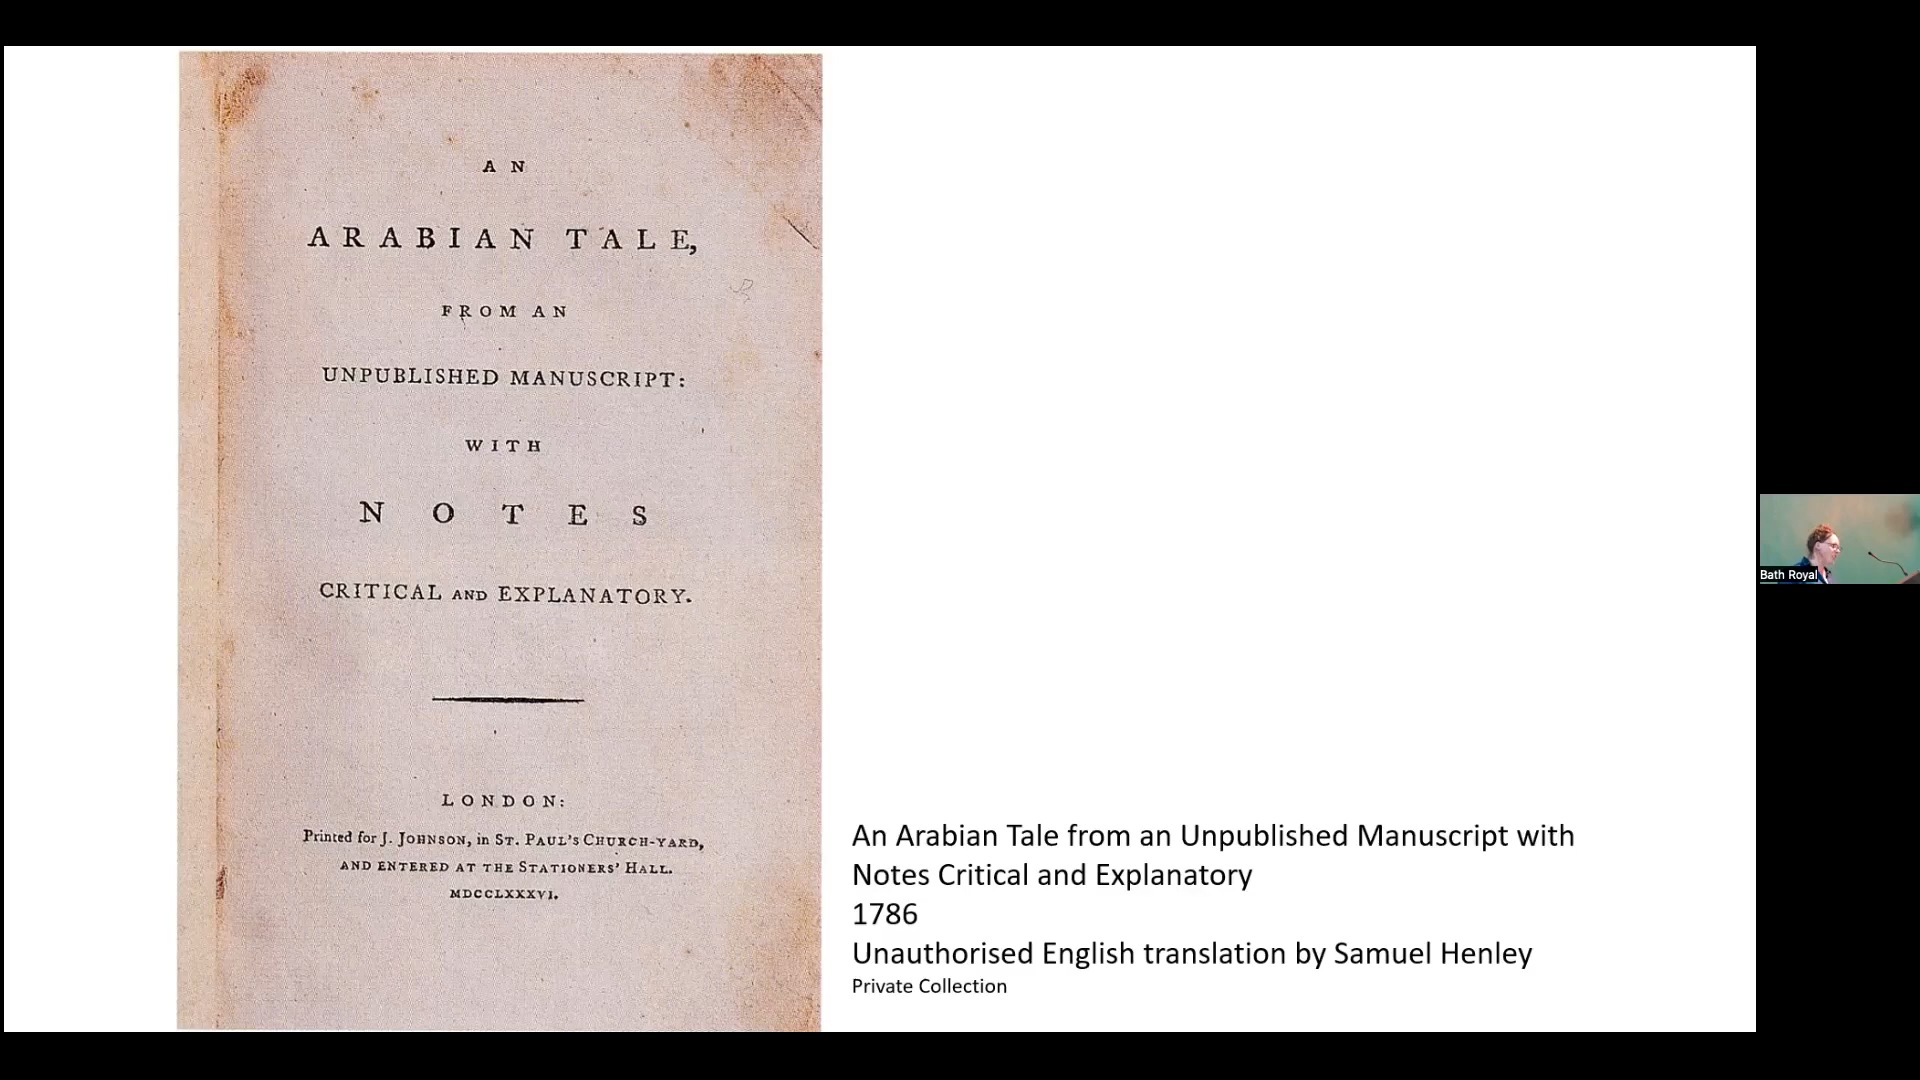 AN
ARABIAN TALE,
FROM AN
UNPUBLISHED MANUSCRIPT:
WITH
NOTES
CRITICAL AND EXPLANATORY.
LONDON:
Printed for J. JOHNSON, in ST. PAUL'S CHURCH-YARD,
AND ENTERED AT THE STATIONERS' HALL.
MDCCLXXXVI.
An Arabian Tale from an Unpublished Manuscript with
Notes Critical and Explanatory
1786
Unauthorised English translation by Samuel Henley
Private Collection
Bath Royal